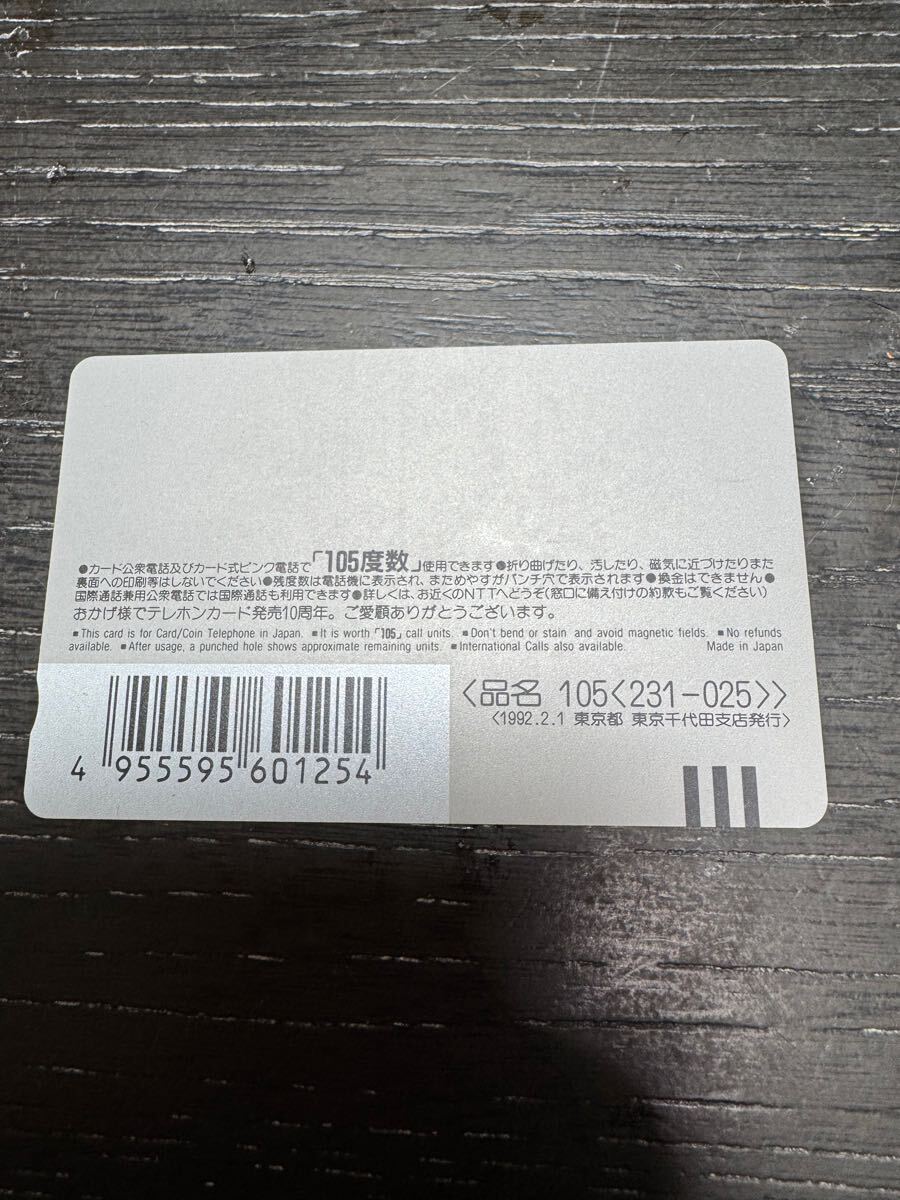 ●カード公衆電話及びカード式ピンク電話で「105度数」使用できます●折り曲げたり、汚したり、磁気に近づけたりまた
裏面への印刷等はしないでください●残度数は電話機に表示され、まためやすがパンチ穴で表示されます●換金はできません●
国際通話兼用公衆電話では国際通話も利用できます●詳しくは、お近くのNTTへどうぞ(窓口に備え付けの約款もご覧ください)
おかげ様でテレホンカード発売10周年。ご愛顧ありがとうございます。
■This card is for Card/Coin Telephone in Japan. ■It is worth「105」call units. ■Don't bend or stain and avoid magnetic fields. ■No refunds
available. ■After usage, a punched hole shows approximate remaining units. ■International Calls also available. Made in Japan
〈品名 105〈231-025〉〉
〈1992.2.1 東京都 東京千代田支店発行〉
4 955595 601254